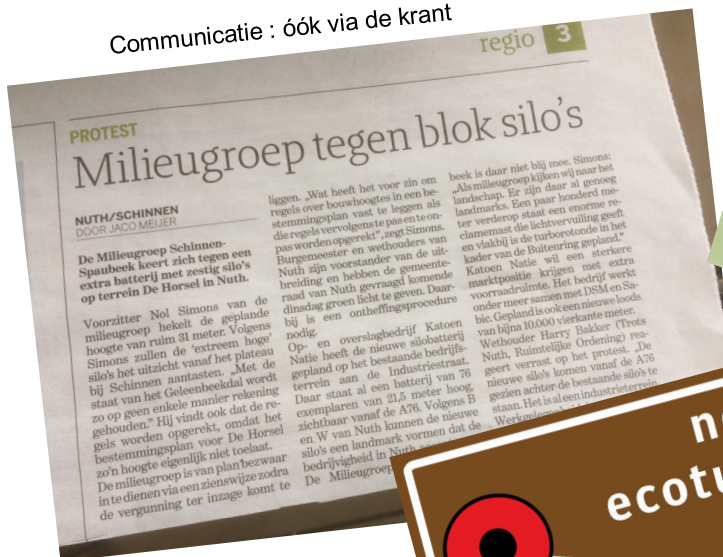 Communicatie : óók via de krant
regio 3
PROTEST
Milieugroep tegen blok silo's
NUTH/SCHINNEN
DOOR JACO MEIJER
De Milieugroep Schinnen-
Spaubeek keert zich tegen een
extra batterij met zestig silo's
op terrein De Horsel in Nuth.
Voorzitter Nol Simons van de
milieugroep hekelt de geplande
hoogte van ruim 31 meter. Volgens
Simons zullen de 'extreem hoge'
silo's het uitzicht vanaf het plateau
bij Schinnen aantasten. „Met de
staat van het Geleenbeekdal wordt
zo op geen enkele manier rekening
gehouden.” Hij vindt ook dat de re-
gels worden opgerekt, omdat het
bestemmingsplan voor De Horsel
zo'n hoogte eigenlijk niet toelaat.
De milieugroep is van plan bezwaar
in te dienen via een zienswijze zodra
de vergunning ter inzage komt te
liggen. „Wat heeft het voor zin om
regels over bouwhoogtes in een be-
stemmingsplan vast te leggen als
die regels vervolgens te pas en te on-
pas worden opgerekt”, zegt Simons.
Burgemeester en wethouders van
Nuth zijn voorstander van de uit-
breiding en hebben de gemeente-
raad van Nuth gevraagd komende
dinsdag groen licht te geven. Daar-
bij is een ontheffingsprocedure
nodig.
Op- en overslagbedrijf Katoen
Natie heeft de nieuwe silobatterij
gepland op het bestaande bedrijfs-
terrein aan de Industriestraat.
Daar staat al een batterij van 76
exemplaren van 21,5 meter hoog,
zichtbaar vanaf de A76. Volgens B
en W van Nuth kunnen de nieuwe
silo's een landmark vormen dat de
bedrijvigheid in Nuth
De Milieugroep
beek is daar niet blij mee. Simons:
„Als milieugroep kijken wij naar het
landschap. Er zijn daar al genoeg
landmarks. Een paar honderd me-
ter verderop staat een enorme re-
clamemast die lichtvervuiling geeft
en vlakbij is de turborotonde in het
kader van de Buitenring gepland.”
Katoen Natie wil een sterkere
marktpositie krijgen met extra
voorraadruimte. Het bedrijf werkt
onder meer samen met DSM en Sa-
bic. Gepland is ook een nieuwe loods
van bijna 10.000 vierkante meter.
Wethouder Harry Bakker (Trots
Nuth, Ruimtelijke Ordening) rea-
geert verrast op het protest. „De
nieuwe silo's komen vanaf de A76
gezien achter de bestaande silo's te
staan. Het is al een industrieterrein
n
ecotu